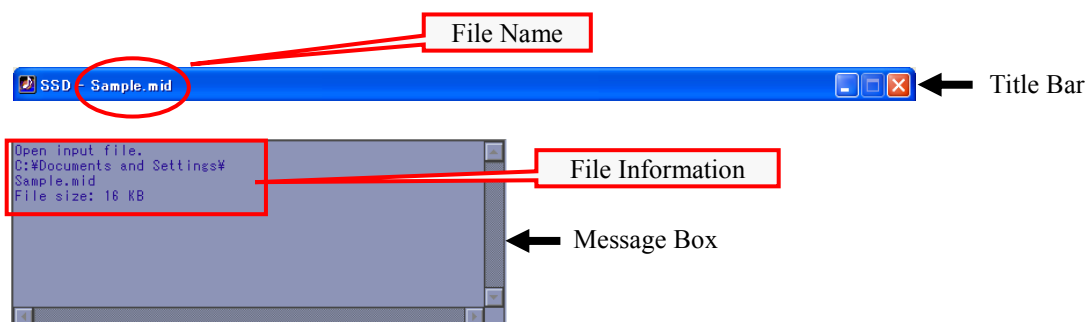 File Name
SSD - Sample.mid
Title Bar
Open input file.
C:¥Documents and Settings¥
Sample.mid
File size: 16 KB
File Information
Message Box